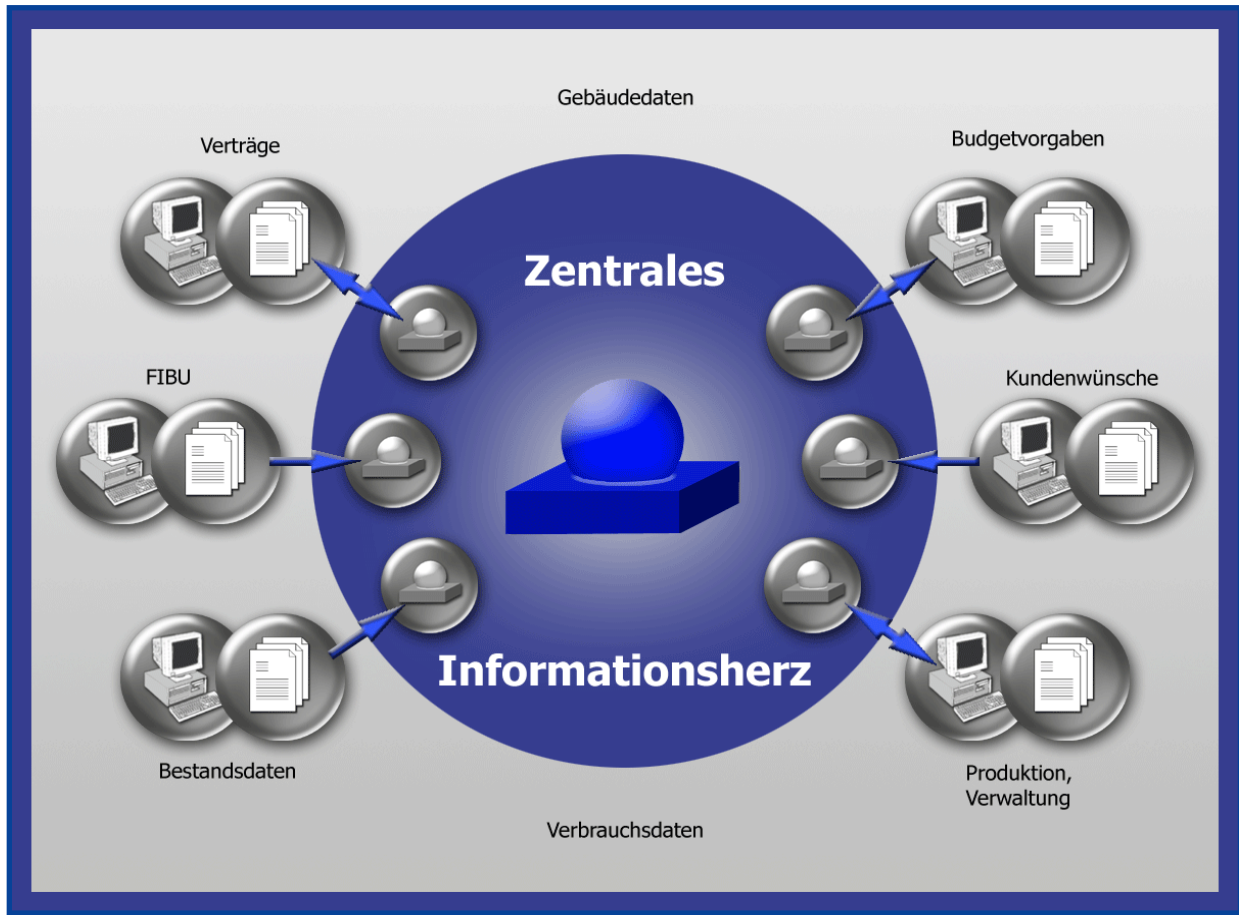 Gebäudedaten
Verträge
Budgetvorgaben
Zentrales
FIBU
Kundenwünsche
Informationsherz
Bestandsdaten
Produktion,
Verwaltung
Verbrauchsdaten